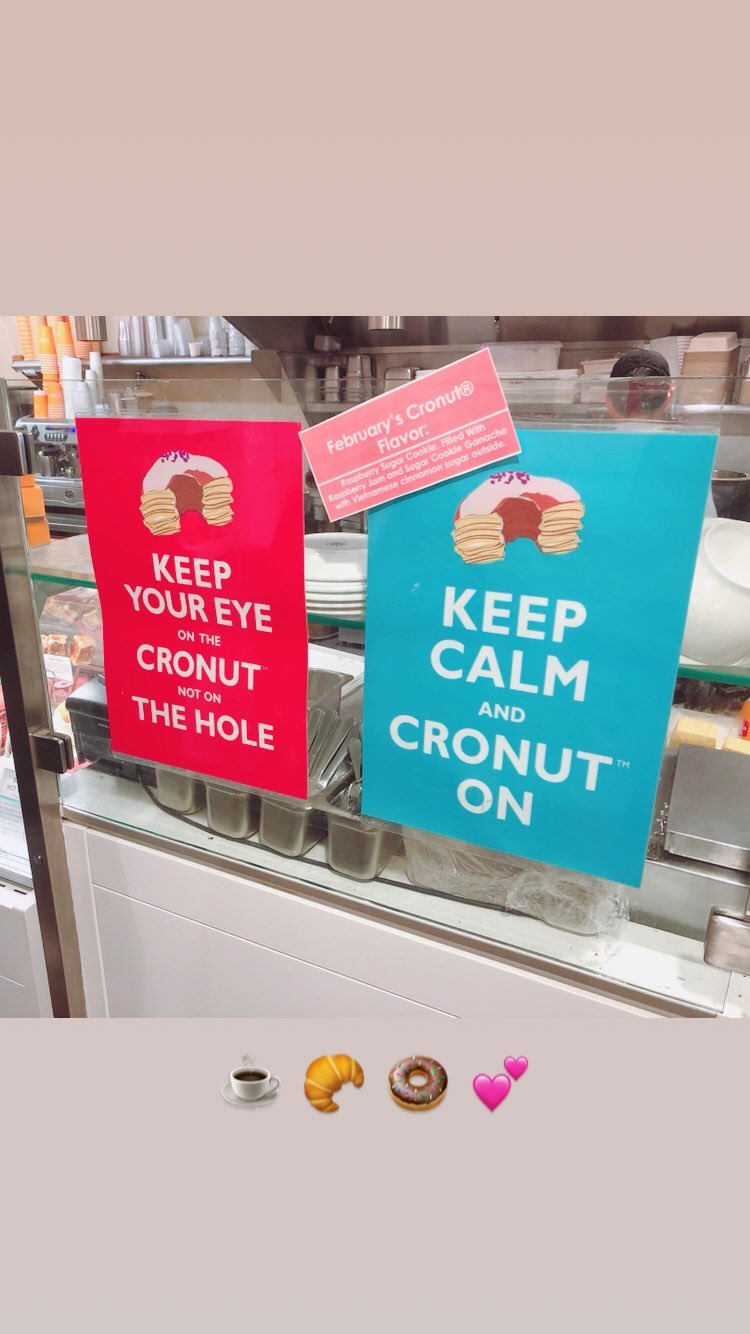 February's Cronut®
Flavor:
Raspberry Sugar Cookie. Filled With
Raspberry Jam and Sugar Cookie Ganache
with Vietnamese cinnamon sugar outside.
KEEP
YOUR EYE
ON THE
CRONUT™
NOT ON
THE HOLE
KEEP
CALM
AND
CRONUT™
ON